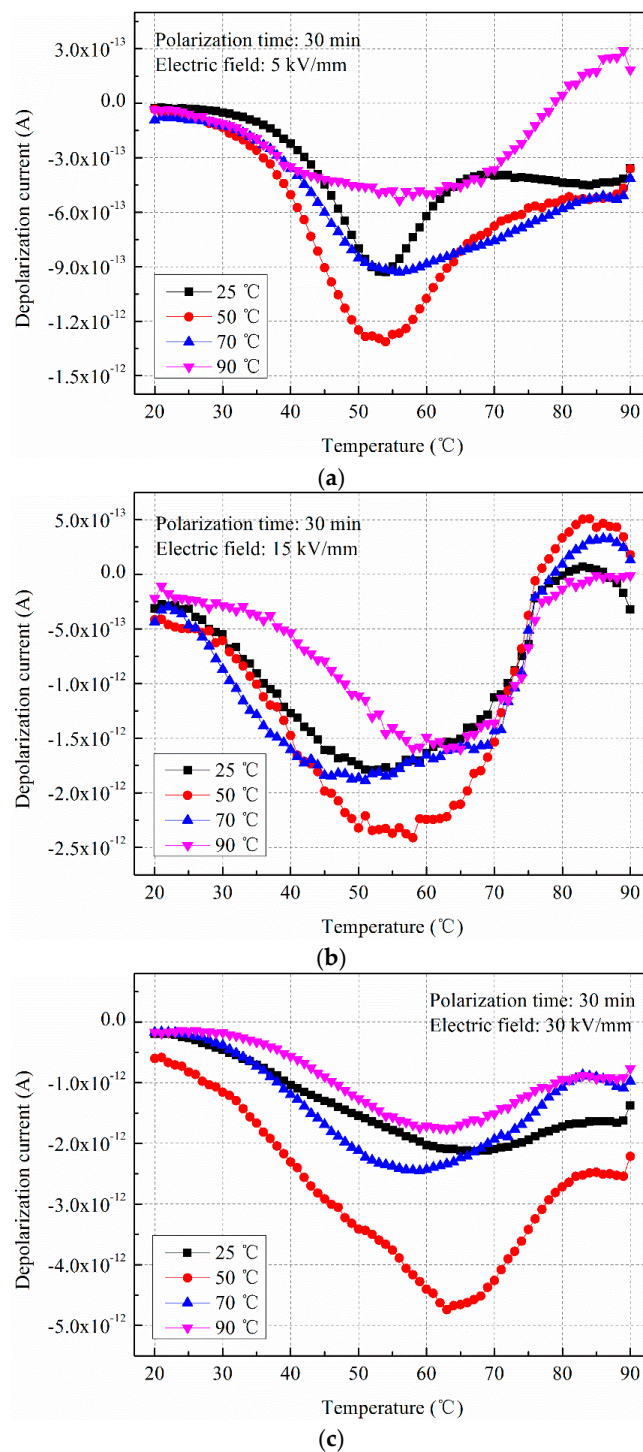 Polarization time: 30 min
Electric field: 5 kV/mm
Depolarization current (A)
3.0x10⁻¹³
0.0
-3.0x10⁻¹³
-6.0x10⁻¹³
-9.0x10⁻¹³
-1.2x10⁻¹²
-1.5x10⁻¹²
25 ℃
50 ℃
70 ℃
90 ℃
20 30 40 50 60 70 80 90
Temperature (℃)
(a)
Polarization time: 30 min
Electric field: 15 kV/mm
Depolarization current (A)
5.0x10⁻¹³
0.0
-5.0x10⁻¹³
-1.0x10⁻¹²
-1.5x10⁻¹²
-2.0x10⁻¹²
-2.5x10⁻¹²
25 ℃
50 ℃
70 ℃
90 ℃
20 30 40 50 60 70 80 90
Temperature (℃)
(b)
Polarization time: 30 min
Electric field: 30 kV/mm
Depolarization current (A)
0.0
-1.0x10⁻¹²
-2.0x10⁻¹²
-3.0x10⁻¹²
-4.0x10⁻¹²
-5.0x10⁻¹²
25 ℃
50 ℃
70 ℃
90 ℃
20 30 40 50 60 70 80 90
Temperature (℃)
(c)